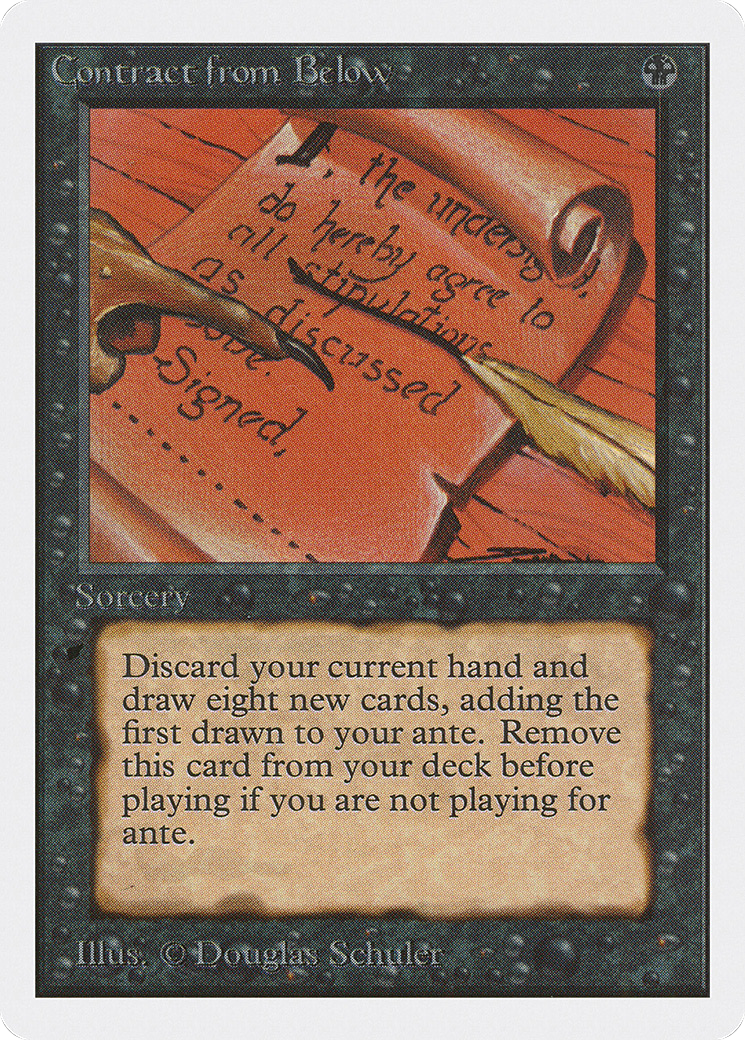 Contract from Below
I, the
do hereby agree to
all stipulations
as discussed
Signed,
Sorcery
Discard your current hand and
draw eight new cards, adding the
first drawn to your ante. Remove
this card from your deck before
playing if you are not playing for
ante.
Illus. © Douglas Schuler